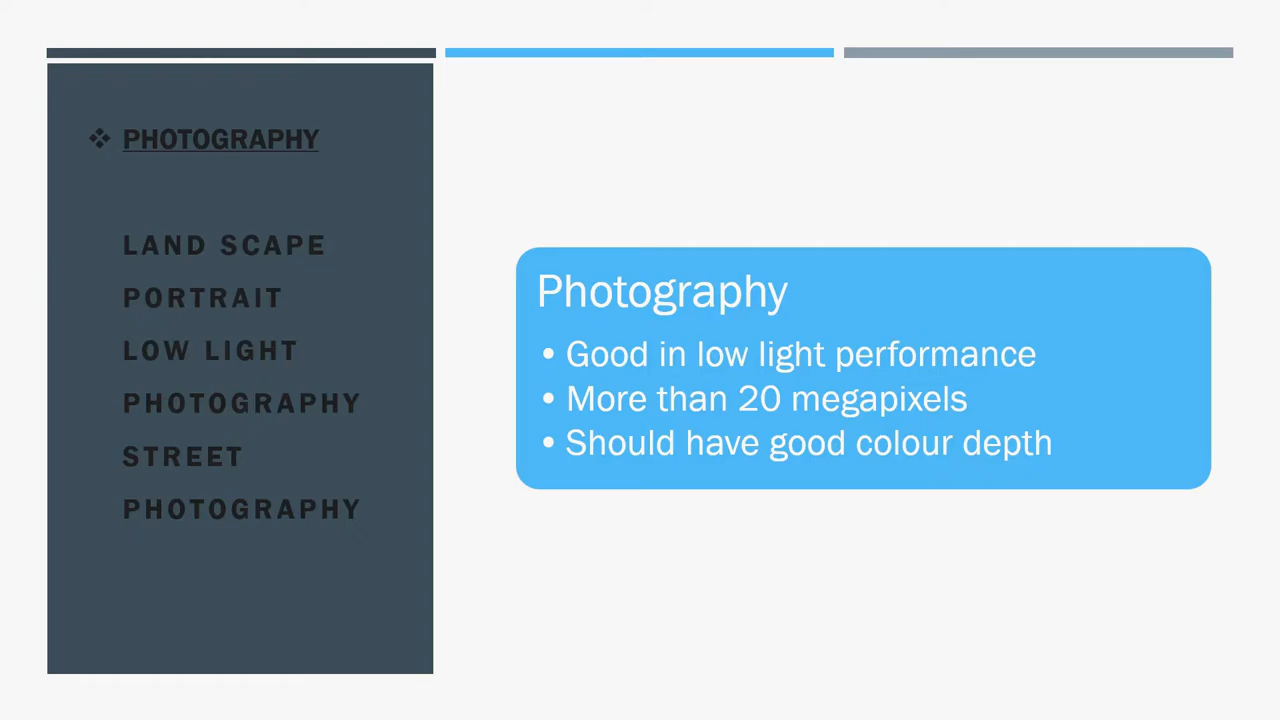 ❖ PHOTOGRAPHY
LAND SCAPE
PORTRAIT
LOW LIGHT
PHOTOGRAPHY
STREET
PHOTOGRAPHY
Photography
• Good in low light performance
• More than 20 megapixels
• Should have good colour depth